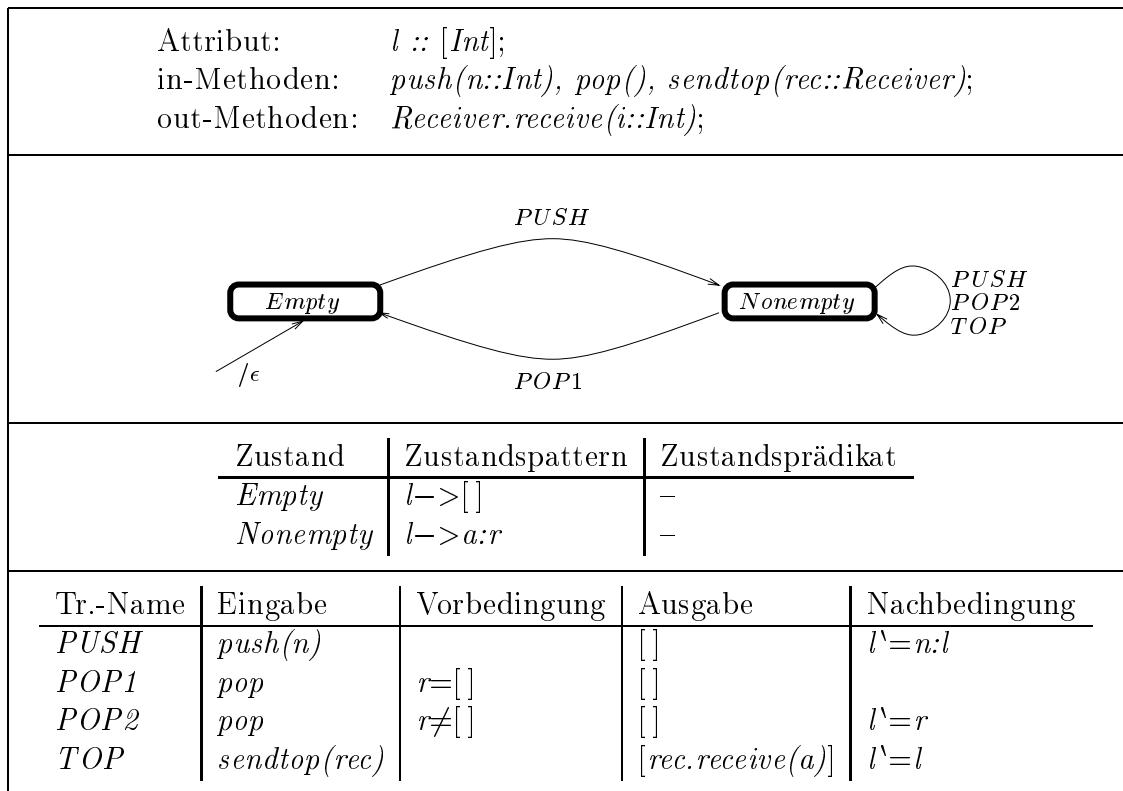 Attribut: l :: [Int];
in-Methoden: push(n::Int), pop(), sendtop(rec::Receiver);
out-Methoden: Receiver.receive(i::Int);
PUSH
Empty
Nonempty
PUSH
POP2
TOP
/ϵ
POP1
Zustand Zustandspattern Zustandsprädikat
Empty l−>[ ] –
Nonempty l−>a:r –
Tr.-Name Eingabe Vorbedingung Ausgabe Nachbedingung
PUSH push(n) [ ] l‵=n:l
POP1 pop r=[ ] [ ]
POP2 pop r≠[ ] [ ] l‵=r
TOP sendtop(rec) [rec.receive(a)] l‵=l